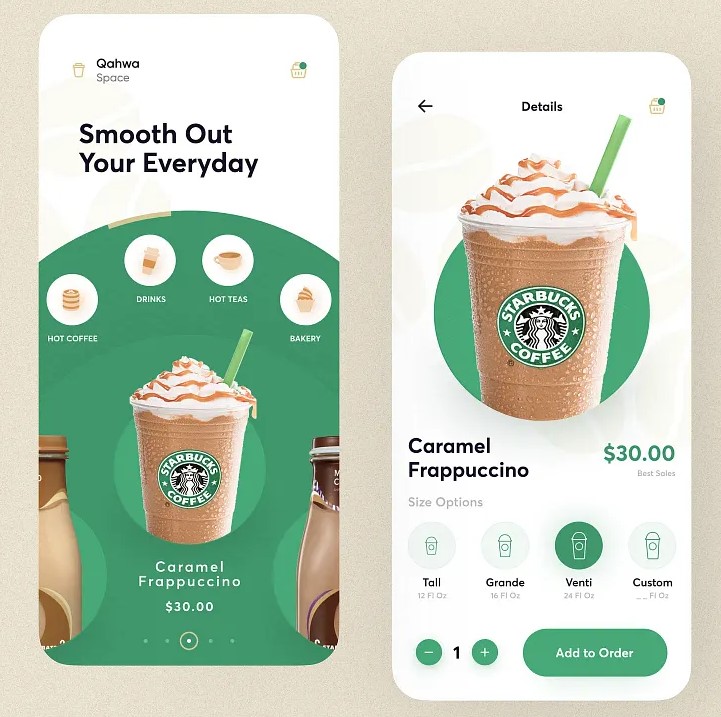 Qahwa
Space
Smooth Out
Your Everyday
DRINKS
HOT TEAS
HOT COFFEE
BAKERY
STARBUCKS
COFFEE
Caramel
Frappuccino
$30.00
Details
STARBUCKS
COFFEE
Caramel
Frappuccino
$30.00
Best Sales
Size Options
Tall
12 Fl Oz
Grande
16 Fl Oz
Venti
24 Fl Oz
Custom
__ Fl Oz
1
Add to Order